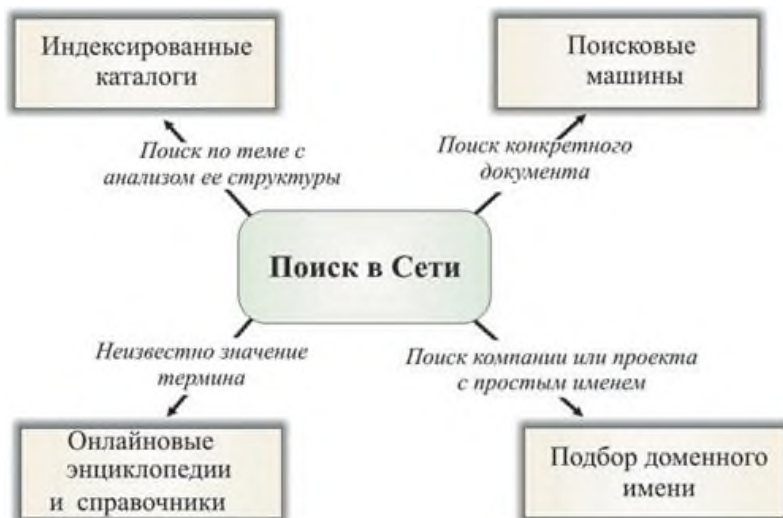 Индексированные
каталоги
Поисковые
машины
Поиск по теме с
анализом ее структуры
Поиск конкретного
документа
Поиск в Сети
Неизвестно значение
термина
Поиск компании или проекта
с простым именем
Онлайновые
энциклопедии
и справочники
Подбор доменного
имени